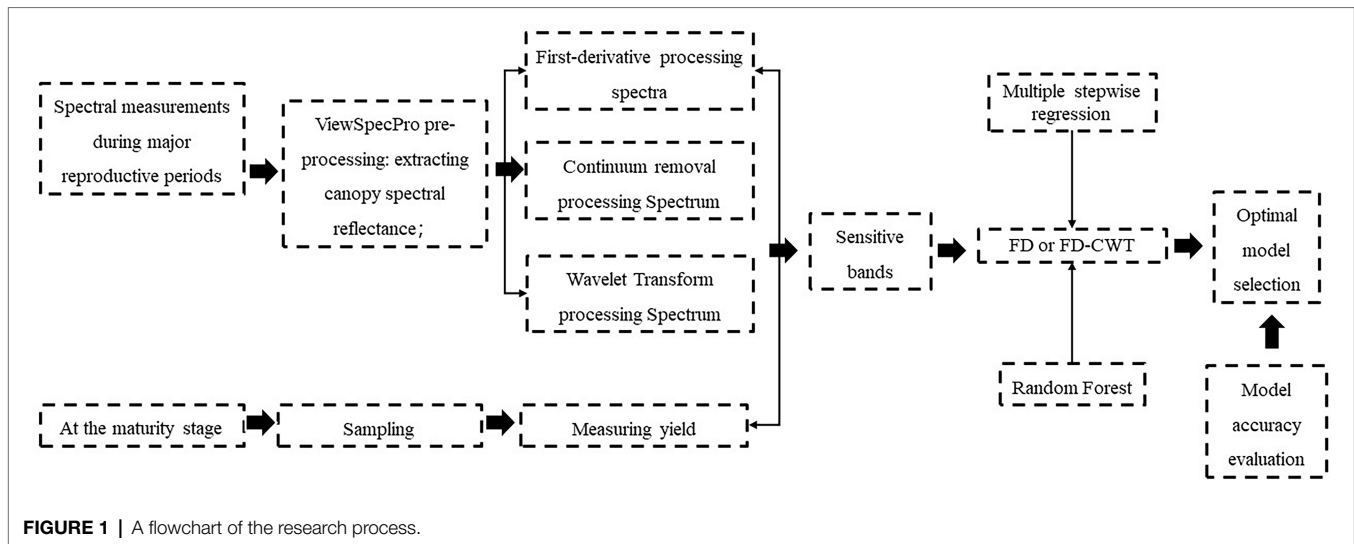 Spectral measurements
during major
reproductive periods
ViewSpecPro pre-
processing: extracting
canopy spectral
reflectance；
First-derivative processing
spectra
Continuum removal
processing Spectrum
Wavelet Transform
processing Spectrum
At the maturity stage
Sampling
Measuring yield
Sensitive
bands
Multiple stepwise
regression
FD or FD-CWT
Random Forest
Optimal
model
selection
Model
accuracy
evaluation
FIGURE 1 | A flowchart of the research process.